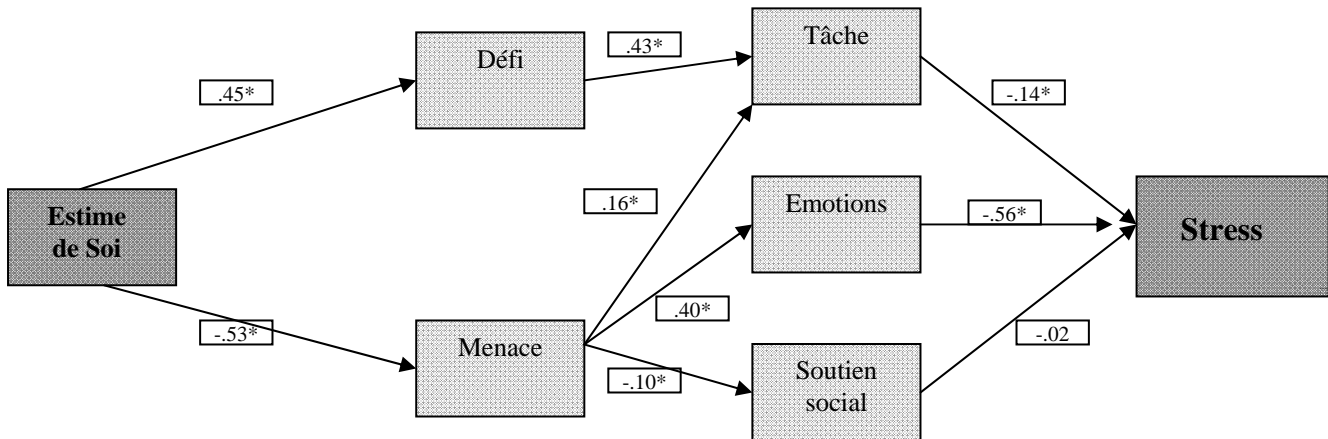 Tâche
Défi
.43*
.45*
-.14*
Estime
de Soi
.16*
Emotions
-.56*
Stress
-.53*
Menace
.40*
-.10*
Soutien
social
-.02